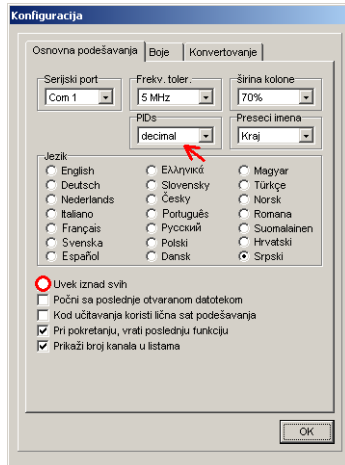 Konfiguracija
Osnovna podešavanja Boje Konvertovanje
Serijski port Frekv. toler. širina kolone
Com 1 5 MHz 70%
PIDs Preseci imena
decimal Kraj
Jezik
English Ελληνικά Magyar
Deutsch Slovensky Türkçe
Nederlands Česky Norsk
Italiano Português Romana
Français Русский Suomalainen
Svenska Polski Hrvatski
Español Dansk Srpski
Uvek iznad svih
Počni sa poslednje otvaranom datotekom
Kod učitavanja koristi lična sat podešavanja
Pri pokretanju, vrati poslednju funkciju
Prikaži broj kanala u listama
OK